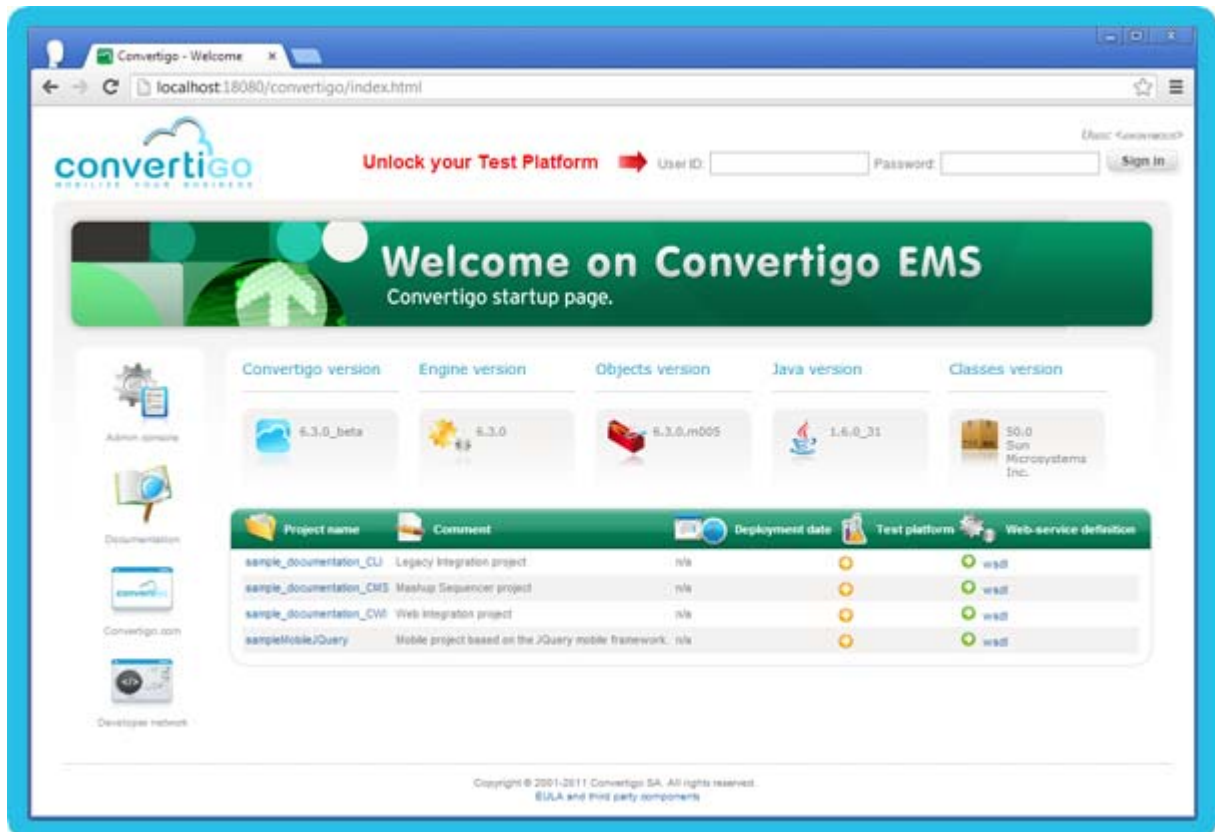 Convertigo - Welcome
localhost:18080/convertigo/index.html
User: <anonymous>
convertigo
MOBILIZE YOUR BUSINESS
Unlock your Test Platform
User ID:
Password:
Sign in
Welcome on Convertigo EMS
Convertigo startup page.
Admin console
Documentation
Convertigo.com
Developer network
Convertigo version
Engine version
Objects version
Java version
Classes version
6.3.0_beta
6.3.0
6.3.0.m005
1.6.0_31
50.0
Sun
Microsystems
Inc.
Project name Comment Deployment date Test platform Web-service definition
sample_documentation_CLI Legacy Integration project n/a wsdl
sample_documentation_CMS Mashup Sequencer project n/a wsdl
sample_documentation_CWI Web Integration project n/a wsdl
sampleMobileJQuery Mobile project based on the JQuery mobile framework. n/a wsdl
Copyright © 2001-2011 Convertigo SA. All rights reserved.
EULA and third party components